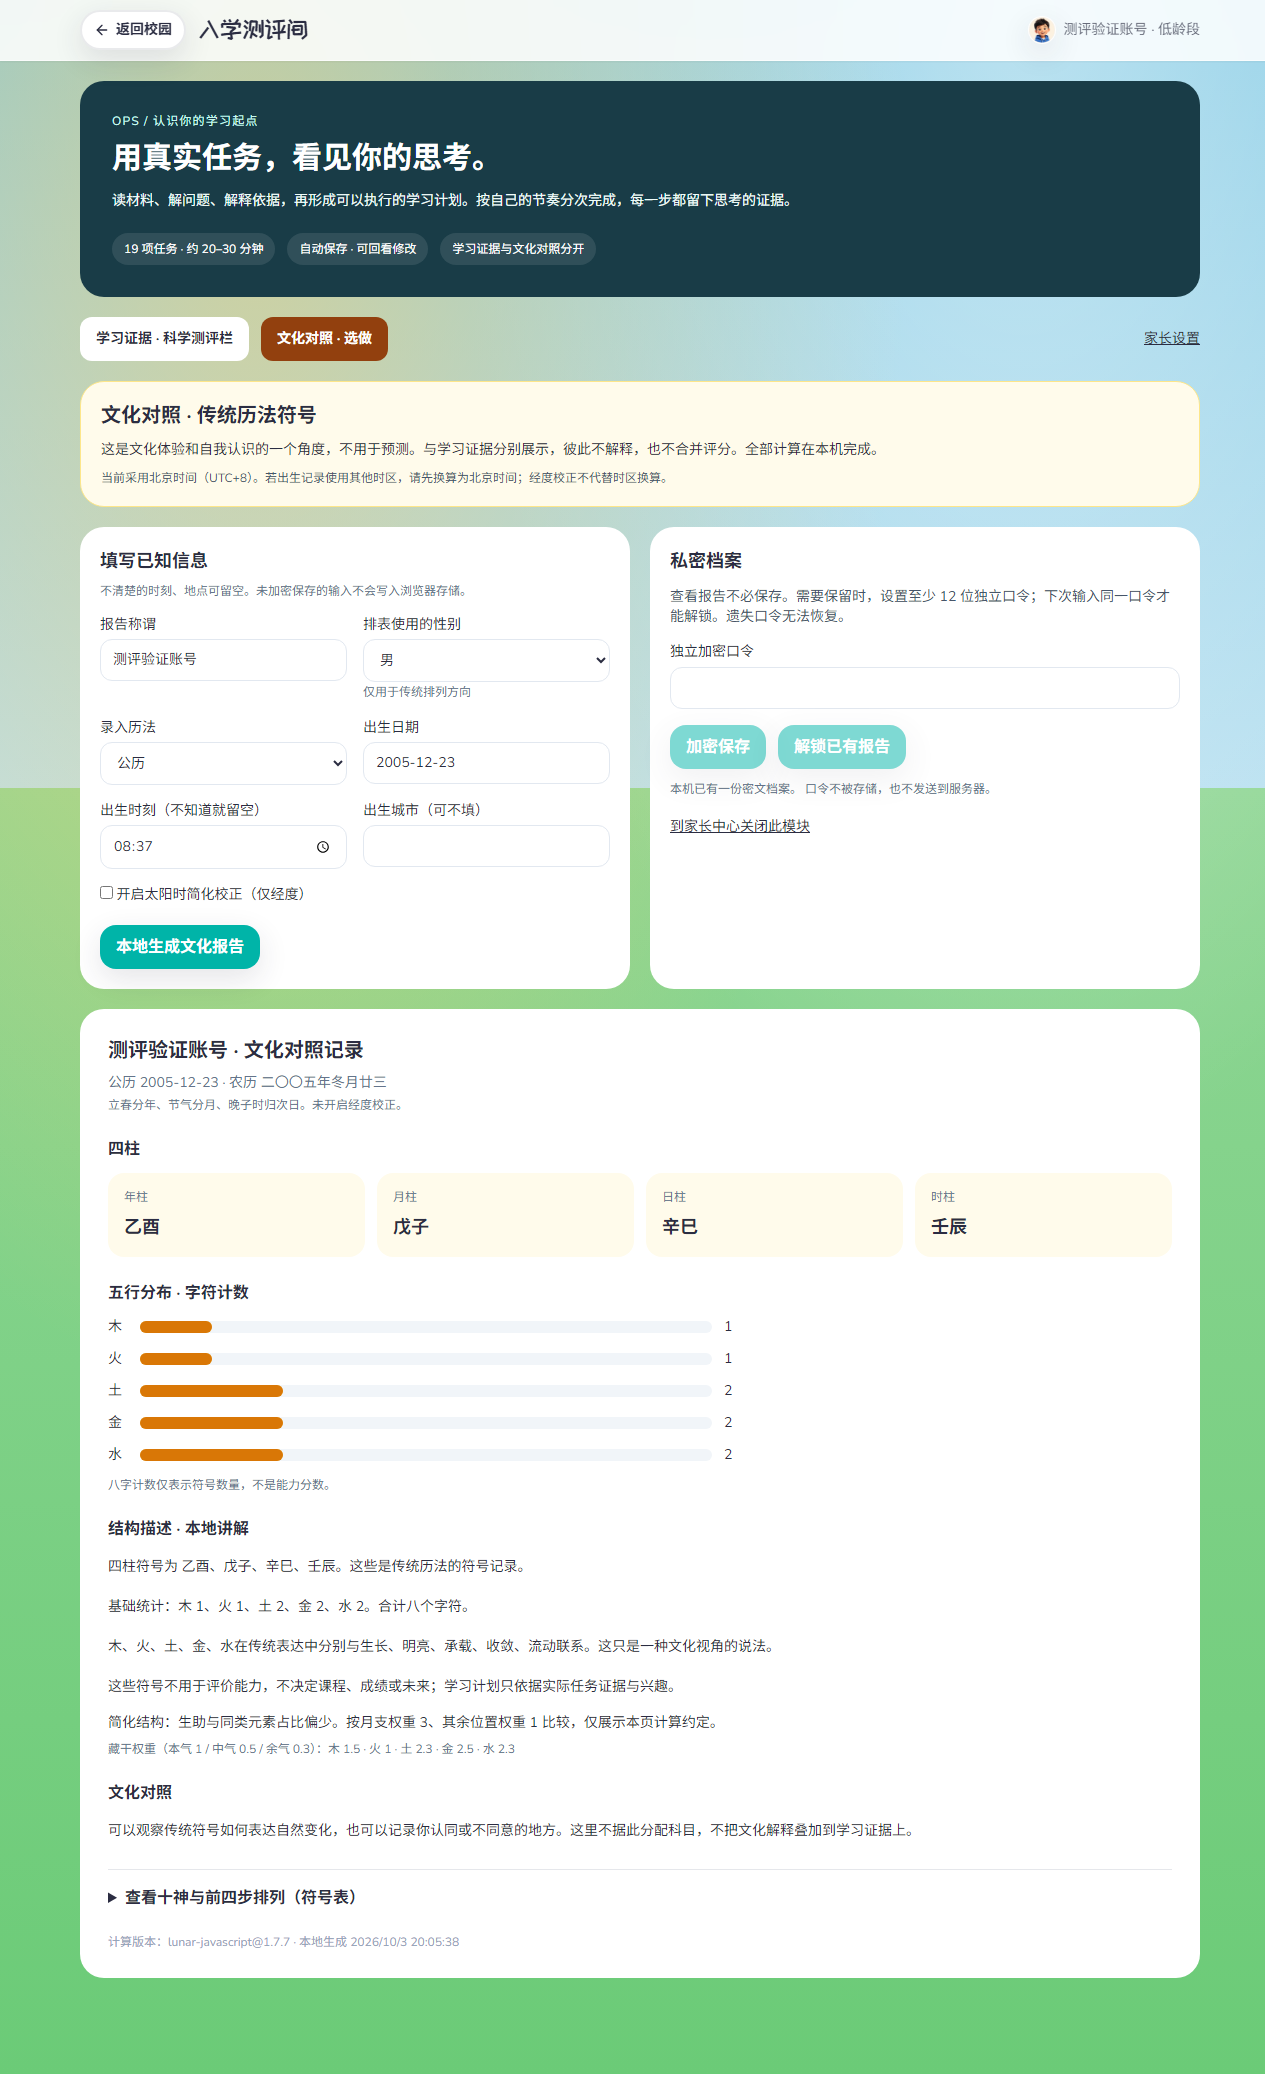 返回校园
入学测评间
测评验证账号 · 低龄段
OPS / 认识你的学习起点
用真实任务，看见你的思考。
读材料、解问题、解释依据，再形成可以执行的学习计划。按自己的节奏分次完成，每一步都留下思考的证据。
19 项任务 · 约 20–30 分钟
自动保存 · 可回看修改
学习证据与文化对照分开
学习证据 · 科学测评栏
文化对照 · 选做
家长设置
文化对照 · 传统历法符号
这是文化体验和自我认识的一个角度，不用于预测。与学习证据分别展示，彼此不解释，也不合并评分。全部计算在本机完成。
当前采用北京时间（UTC+8）。若出生记录使用其他时区，请先换算为北京时间；经度校正不代替时区换算。
填写已知信息
不清楚的时刻、地点可留空。未加密保存的输入不会写入浏览器存储。
报告称谓
排表使用的性别
测评验证账号
男
仅用于传统排列方向
录入历法
出生日期
公历
2005-12-23
出生时刻（不知道就留空）
出生城市（可不填）
08:37
开启太阳时简化校正（仅经度）
本地生成文化报告
私密档案
查看报告不必保存。需要保留时，设置至少 12 位独立口令；下次输入同一口令才
能解锁。遗失口令无法恢复。
独立加密口令
加密保存
解锁已有报告
本机已有一份密文档案。 口令不被存储，也不发送到服务器。
到家长中心关闭此模块
测评验证账号 · 文化对照记录
公历 2005-12-23 · 农历 二〇〇五年冬月廿三
立春分年、节气分月、晚子时归次日。未开启经度校正。
四柱
年柱
乙酉
月柱
戊子
日柱
辛巳
时柱
壬辰
五行分布 · 字符计数
木 1
火 1
土 2
金 2
水 2
八字计数仅表示符号数量，不是能力分数。
结构描述 · 本地讲解
四柱符号为 乙酉、戊子、辛巳、壬辰。这些是传统历法的符号记录。
基础统计：木 1、火 1、土 2、金 2、水 2。合计八个字符。
木、火、土、金、水在传统表达中分别与生长、明亮、承载、收敛、流动联系。这只是一种文化视角的说法。
这些符号不用于评价能力，不决定课程、成绩或未来；学习计划只依据实际任务证据与兴趣。
简化结构：生助与同类元素占比偏少。按月支权重 3、其余位置权重 1 比较，仅展示本页计算约定。
藏干权重（本气 1 / 中气 0.5 / 余气 0.3）：木 1.5 · 火 1 · 土 2.3 · 金 2.5 · 水 2.3
文化对照
可以观察传统符号如何表达自然变化，也可以记录你认同或不同意的地方。这里不据此分配科目，不把文化解释叠加到学习证据上。
查看十神与前四步排列（符号表）
计算版本：lunar-javascript@1.7.7 · 本地生成 2026/10/3 20:05:38